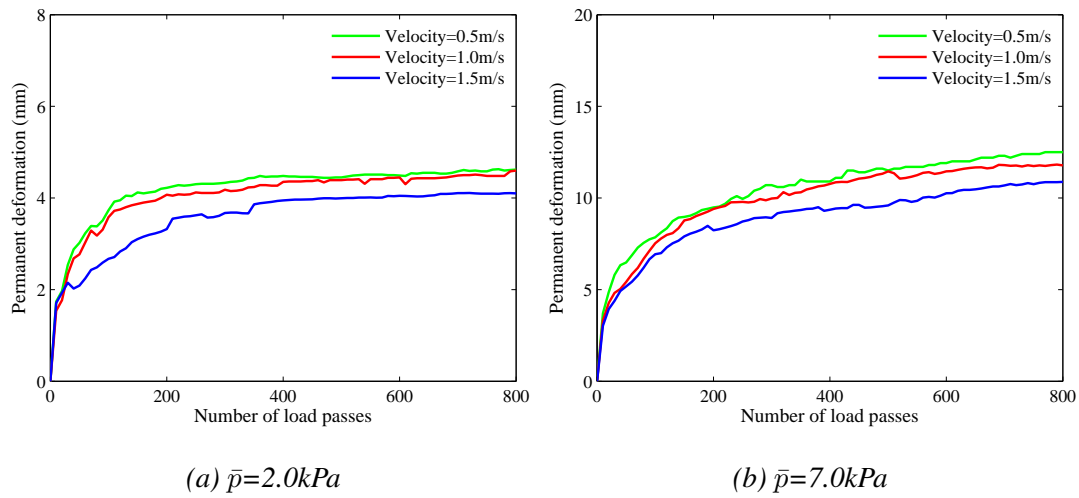 8
6
4
2
0
Permanent deformation (mm)
Velocity=0.5m/s
Velocity=1.0m/s
Velocity=1.5m/s
0 200 400 600 800
Number of load passes
(a) p̄=2.0kPa
20
15
10
5
0
Permanent deformation (mm)
Velocity=0.5m/s
Velocity=1.0m/s
Velocity=1.5m/s
0 200 400 600 800
Number of load passes
(b) p̄=7.0kPa